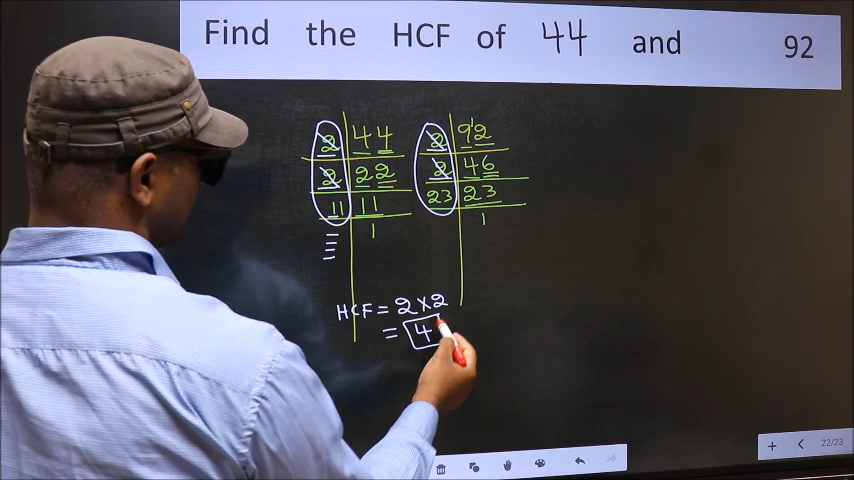 Find the HCF of 44 and 92
2 44 2 92
2 22 2 46
11 11 23 23
1 1
HCF = 2 × 2
= 4
22/23